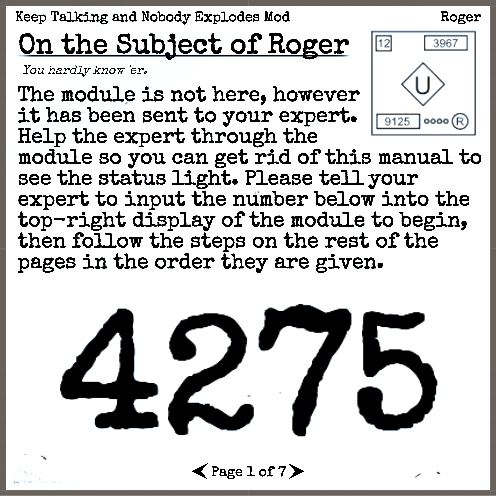 Keep Talking and Nobody Explodes Mod
Roger
On the Subject of Roger
You hardly know 'er.
12
3967
U
9125
R
The module is not here, however
it has been sent to your expert.
Help the expert through the
module so you can get rid of this manual to
see the status light. Please tell your
expert to input the number below into the
top-right display of the module to begin,
then follow the steps on the rest of the
pages in the order they are given.
4275
Page 1 of 7